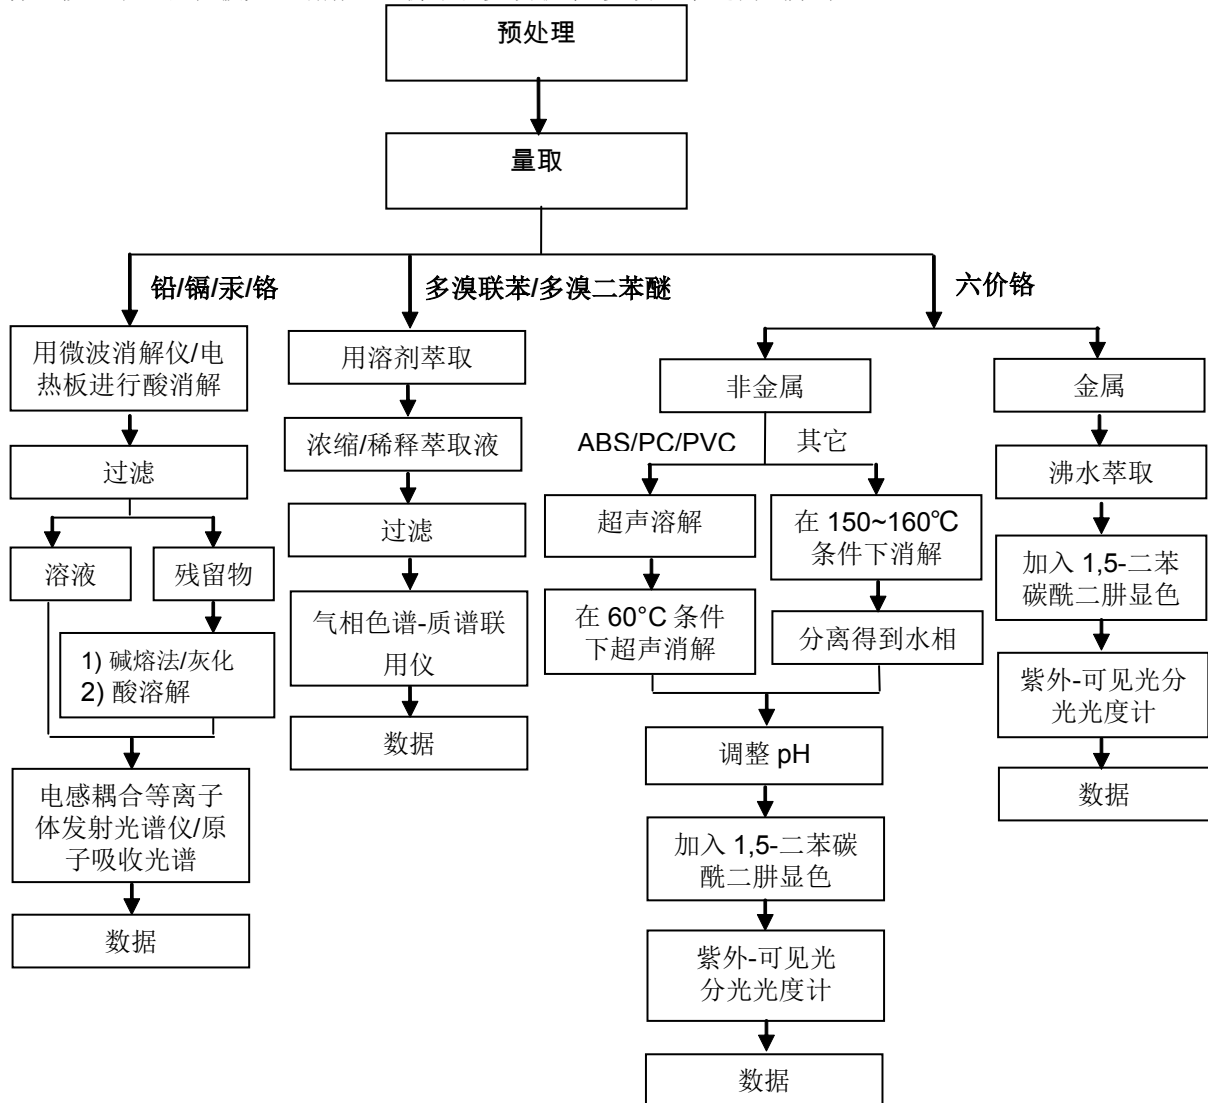 预处理
量取
铅/镉/汞/铬
多溴联苯/多溴二苯醚
六价铬
用微波消解仪/电
热板进行酸消解
过滤
溶液
残留物
1) 碱熔法/灰化
2) 酸溶解
电感耦合等离子
体发射光谱仪/原
子吸收光谱
数据
用溶剂萃取
浓缩/稀释萃取液
过滤
气相色谱-质谱联
用仪
数据
非金属
ABS/PC/PVC
其它
超声溶解
在 60°C 条件
下超声消解
在 150~160℃
条件下消解
分离得到水相
调整 pH
加入 1,5-二苯碳
酰二肼显色
紫外-可见光
分光光度计
数据
金属
沸水萃取
加入 1,5-二苯
碳酰二肼显色
紫外-可见光分
光光度计
数据